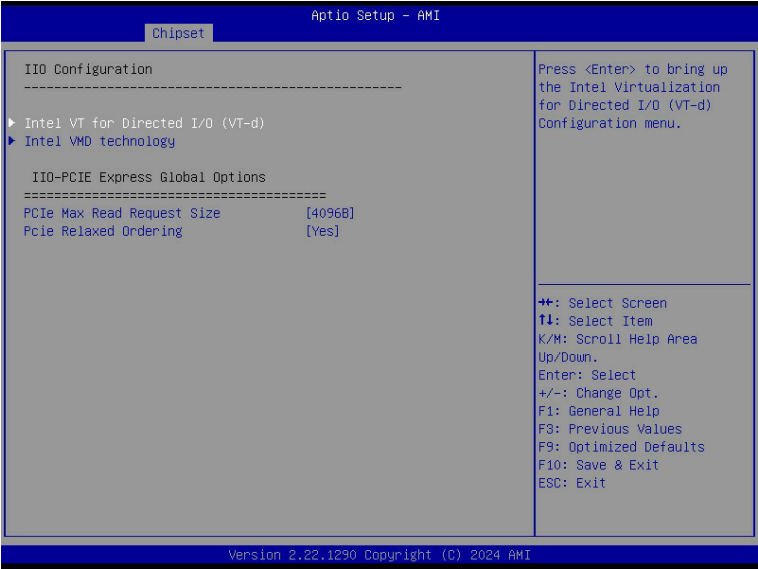 Aptio Setup – AMI
Chipset
IIO Configuration
------------------------------------------------
Intel VT for Directed I/O (VT-d)
Intel VMD technology
IIO-PCIE Express Global Options
========================================
PCIe Max Read Request Size [4096B]
Pcie Relaxed Ordering [Yes]
Press <Enter> to bring up
the Intel Virtualization
for Directed I/O (VT-d)
Configuration menu.
→←: Select Screen
↑↓: Select Item
K/M: Scroll Help Area
Up/Down.
Enter: Select
+/-: Change Opt.
F1: General Help
F3: Previous Values
F9: Optimized Defaults
F10: Save & Exit
ESC: Exit
Version 2.22.1290 Copyright (C) 2024 AMI